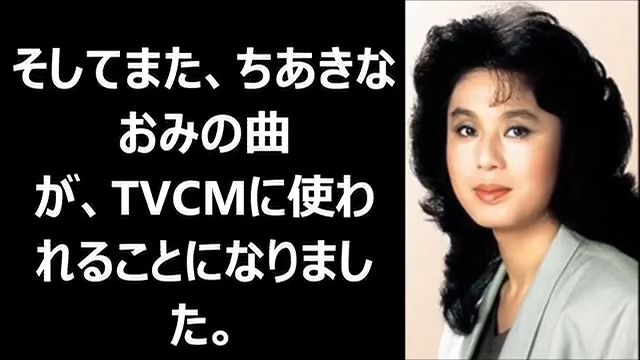 そしてまた、ちあきな
おみの曲
が、TVCMに使わ
れることになりまし
た。